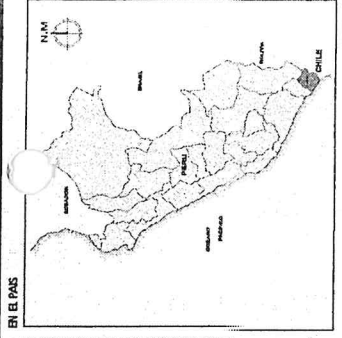 EN EL PAIS
N.M
ECUADOR
BRASIL
PERU
BOLIVIA
OCEANO
PACIFICO
CHILE